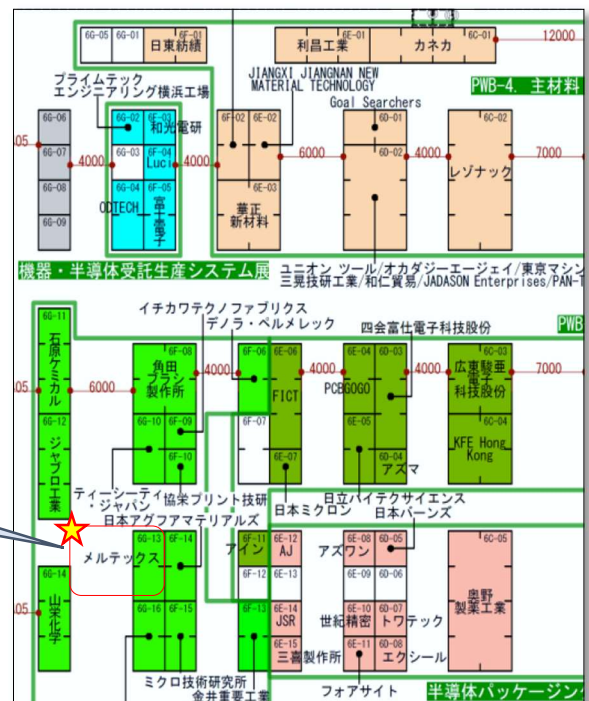 6G-05
6G-01
6F-01
日東紡績
6E-01
利昌工業
6C-01
カネカ
12000
プライムテック
エンジニアリング横浜工場
JIANGXI JIANGNAN NEW
MATERIAL TECHNOLOGY
PWB-4. 主材料
Goal Searchers
6G-06
6G-02
6F-03
和光電研
6F-02
6E-02
6D-01
6C-02
05
6G-07
4000
6G-03
6F-04
Luci
4000
6000
6D-02
4000
レゾナック
7000
6G-08
6G-04
ODTECH
6F-05
富士電子
6E-03
華正
新材料
6G-09
機器・半導体受託生産システム展
ユニオン ツール/オカダジーエージェイ/東京マシン
三晃技研工業/和仁貿易/JADASON Enterprises/PAN-T
イチカワテクノファブリクス
デノラ・ペルメレック
四会富仕電子科技股份
PWB
6G-11
石原ケミカル
6F-08
角田
ブラシ
製作所
4000
6F-06
6E-06
FICT
4000
6E-04
PCBGOGO
6D-03
4000
6C-03
広東駿亜
電子
科技股份
7000
05
6000
6G-12
ジャブロ工業
6G-10
6F-09
6F-07
6E-05
6C-04
KFE Hong
Kong
6F-10
6E-07
6D-04
アズマ
ティーシーティ
・ジャパン
協栄プリント技研
日本ミクロン
日立ハイテクサイエンス
日本アグフアマテリアルズ
日本バーンズ
6G-13
メルテックス
6F-14
6F-11
アイン
6E-12
AJ
6E-08
アズワン
6D-05
6C-05
奥野
製薬工業
6G-14
山栄化学
6F-12
6E-13
6E-09
6D-06
05
6G-16
6F-15
6F-13
6E-14
JSR
6E-10
世紀精密
6D-07
トワテック
6E-15
三喜製作所
6E-11
6D-08
エクシール
ミクロ技術研究所
金井重要工業
フォアサイト
半導体パッケージング